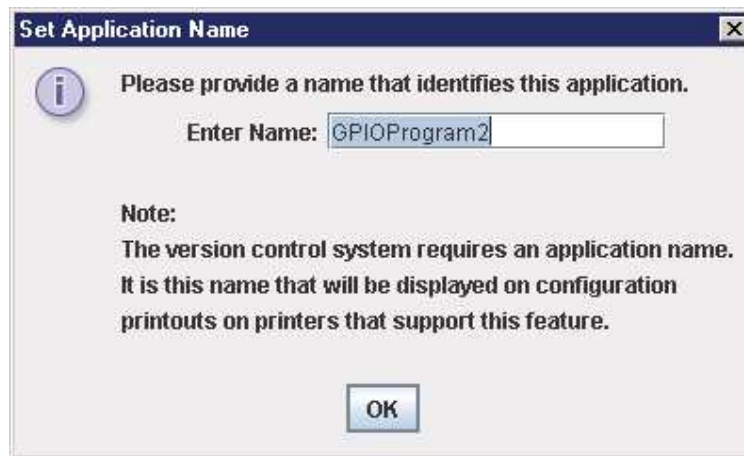 Set Application Name
Please provide a name that identifies this application.
Enter Name: GPIOProgram2
Note:
The version control system requires an application name.
It is this name that will be displayed on configuration
printouts on printers that support this feature.
OK